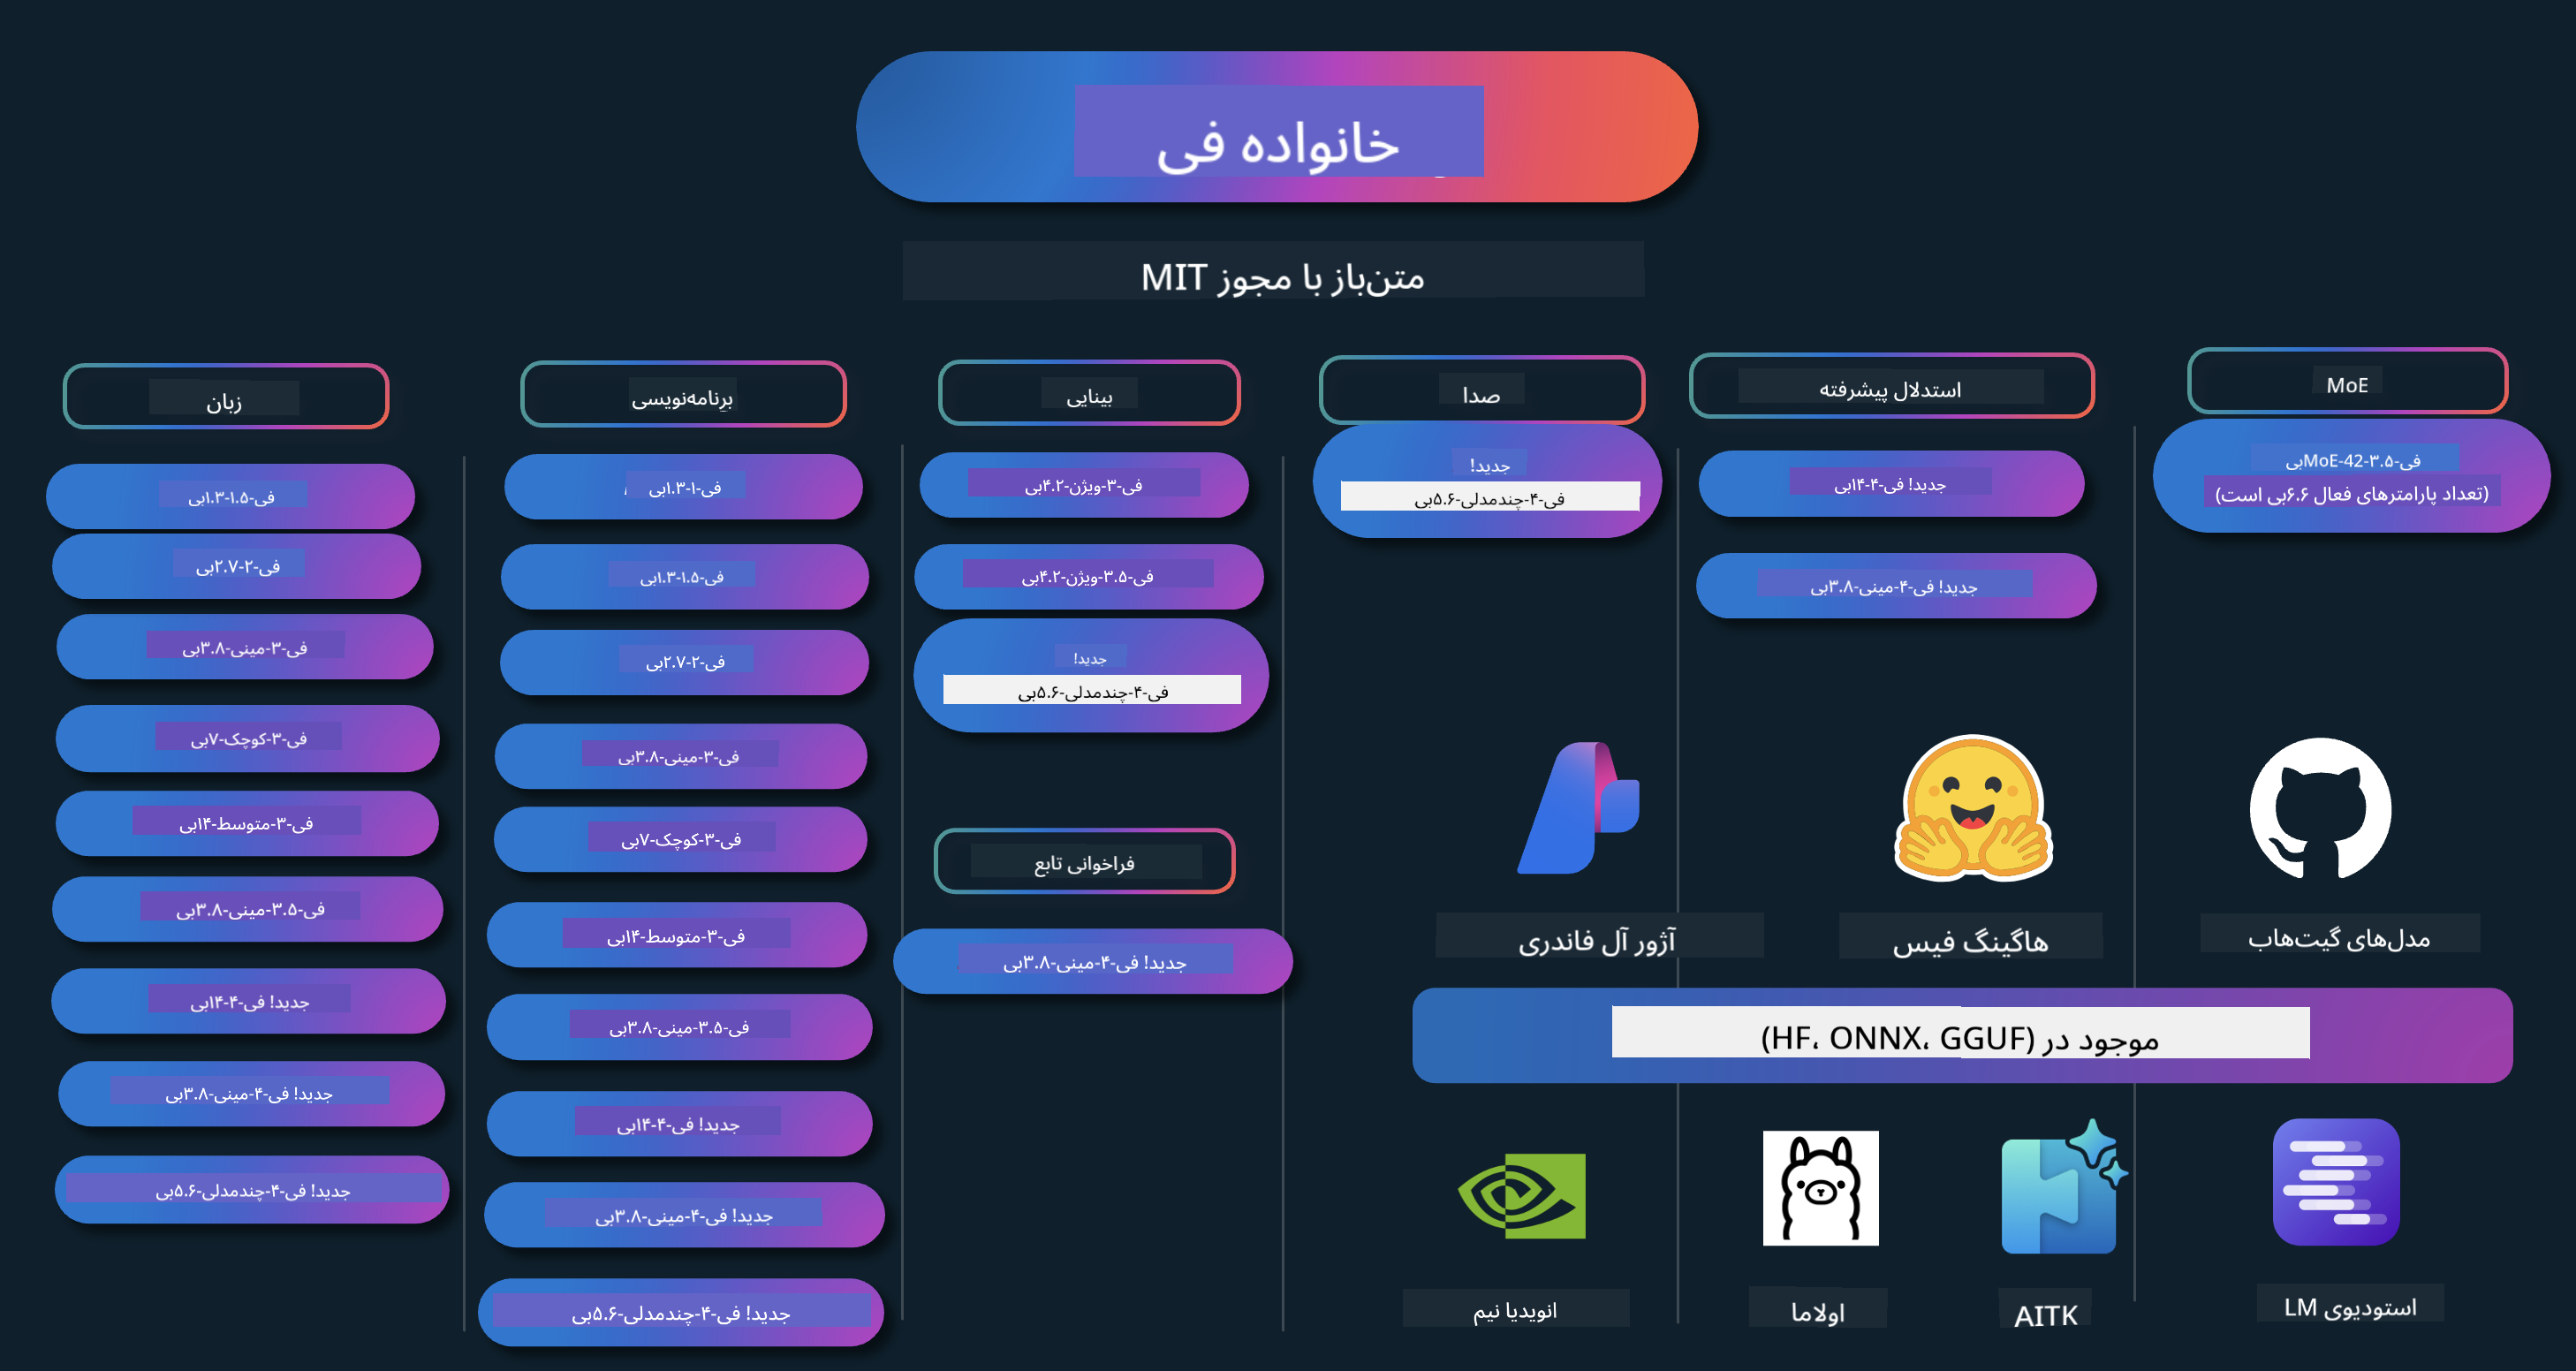 خانواده فی
متن‌باز با مجوز MIT
زبان
فی-۱.۵-۱.۳بی
فی-۲-۲.۷بی
فی-۳-مینی-۳.۸بی
فی-۳-کوچک-۷بی
فی-۳-متوسط-۱۴بی
فی-۳.۵-مینی-۳.۸بی
جدید! فی-۴-۱۴بی
جدید! فی-۴-مینی-۳.۸بی
جدید! فی-۴-چندمدلی-۵.۶بی
برنامه‌نویسی
فی-۱-۱.۳بی
فی-۱.۵-۱.۳بی
فی-۲-۲.۷بی
فی-۳-مینی-۳.۸بی
فی-۳-کوچک-۷بی
فی-۳-متوسط-۱۴بی
فی-۳.۵-مینی-۳.۸بی
جدید! فی-۴-۱۴بی
جدید! فی-۴-مینی-۳.۸بی
جدید! فی-۴-چندمدلی-۵.۶بی
بینایی
فی-۳-ویژن-۴.۲بی
فی-۳.۵-ویژن-۴.۲بی
جدید!
فی-۴-چندمدلی-۵.۶بی
فراخوانی تابع
جدید! فی-۴-مینی-۳.۸بی
صدا
جدید!
فی-۴-چندمدلی-۵.۶بی
استدلال پیشرفته
جدید! فی-۴-۱۴بی
جدید! فی-۴-مینی-۳.۸بی
MoE
فی-۳.۵-MoE-42بی
(تعداد پارامترهای فعال ۶.۶بی است)
آژور آل فاندری
هاگینگ فیس
مدل‌های گیت‌هاب
موجود در (HF، ONNX، GGUF)
انویدیا نیم
اولاما
AITK
استودیوی LM